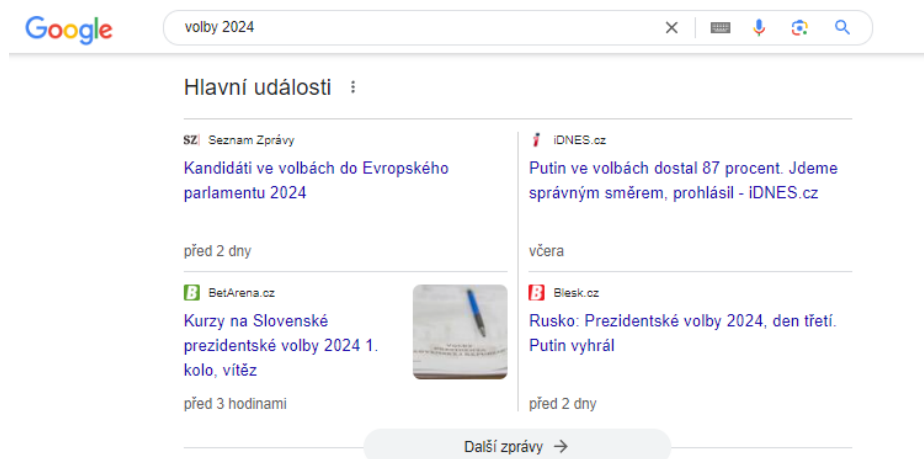 Google
volby 2024
Hlavní události
SZ Seznam Zprávy
Kandidáti ve volbách do Evropského
parlamentu 2024
před 2 dny
iDNES.cz
Putin ve volbách dostal 87 procent. Jdeme
správným směrem, prohlásil - iDNES.cz
včera
B BetArena.cz
Kurzy na Slovenské
prezidentské volby 2024 1.
kolo, vítěz
před 3 hodinami
B Blesk.cz
Rusko: Prezidentské volby 2024, den třetí.
Putin vyhrál
před 2 dny
Další zprávy